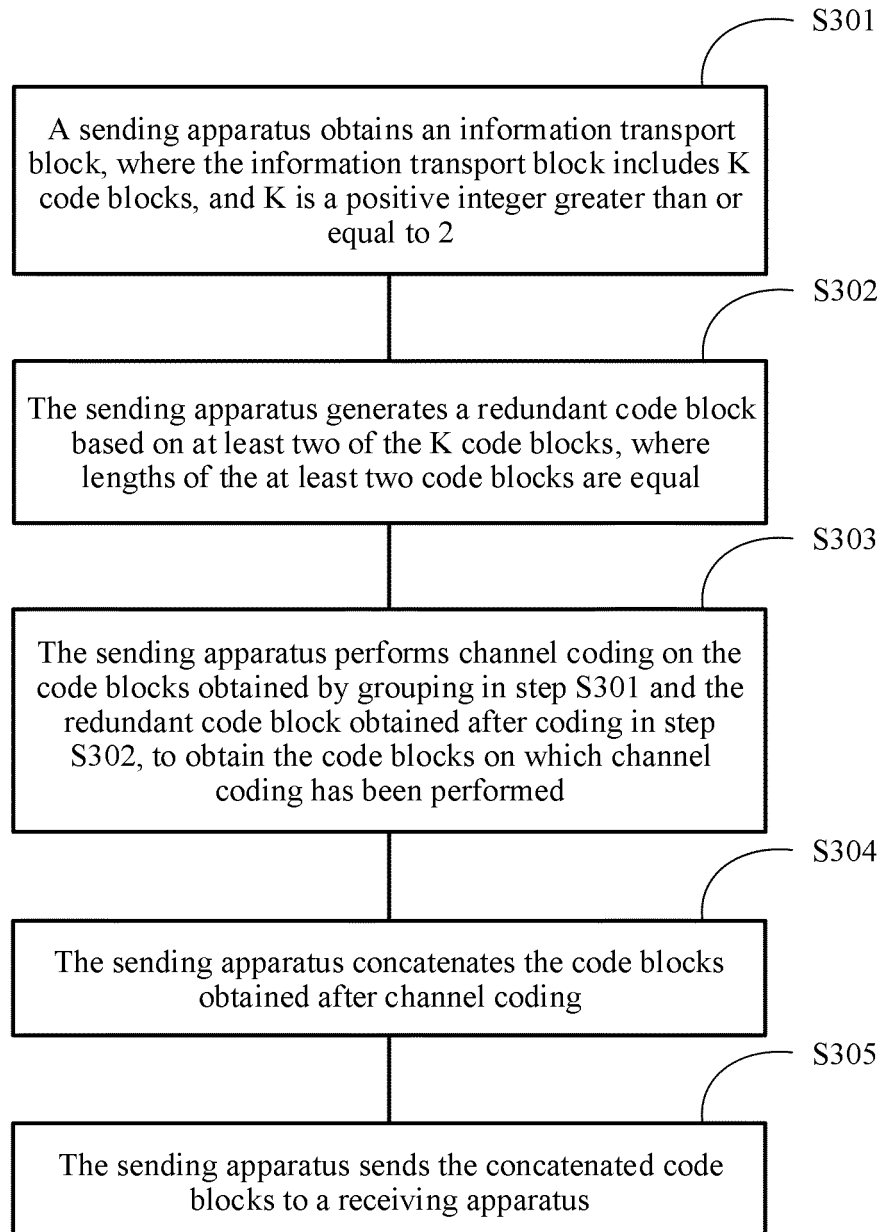 S301
A sending apparatus obtains an information transport
block, where the information transport block includes K
code blocks, and K is a positive integer greater than or
equal to 2
S302
The sending apparatus generates a redundant code block
based on at least two of the K code blocks, where
lengths of the at least two code blocks are equal
S303
The sending apparatus performs channel coding on the
code blocks obtained by grouping in step S301 and the
redundant code block obtained after coding in step
S302, to obtain the code blocks on which channel
coding has been performed
S304
The sending apparatus concatenates the code blocks
obtained after channel coding
S305
The sending apparatus sends the concatenated code
blocks to a receiving apparatus